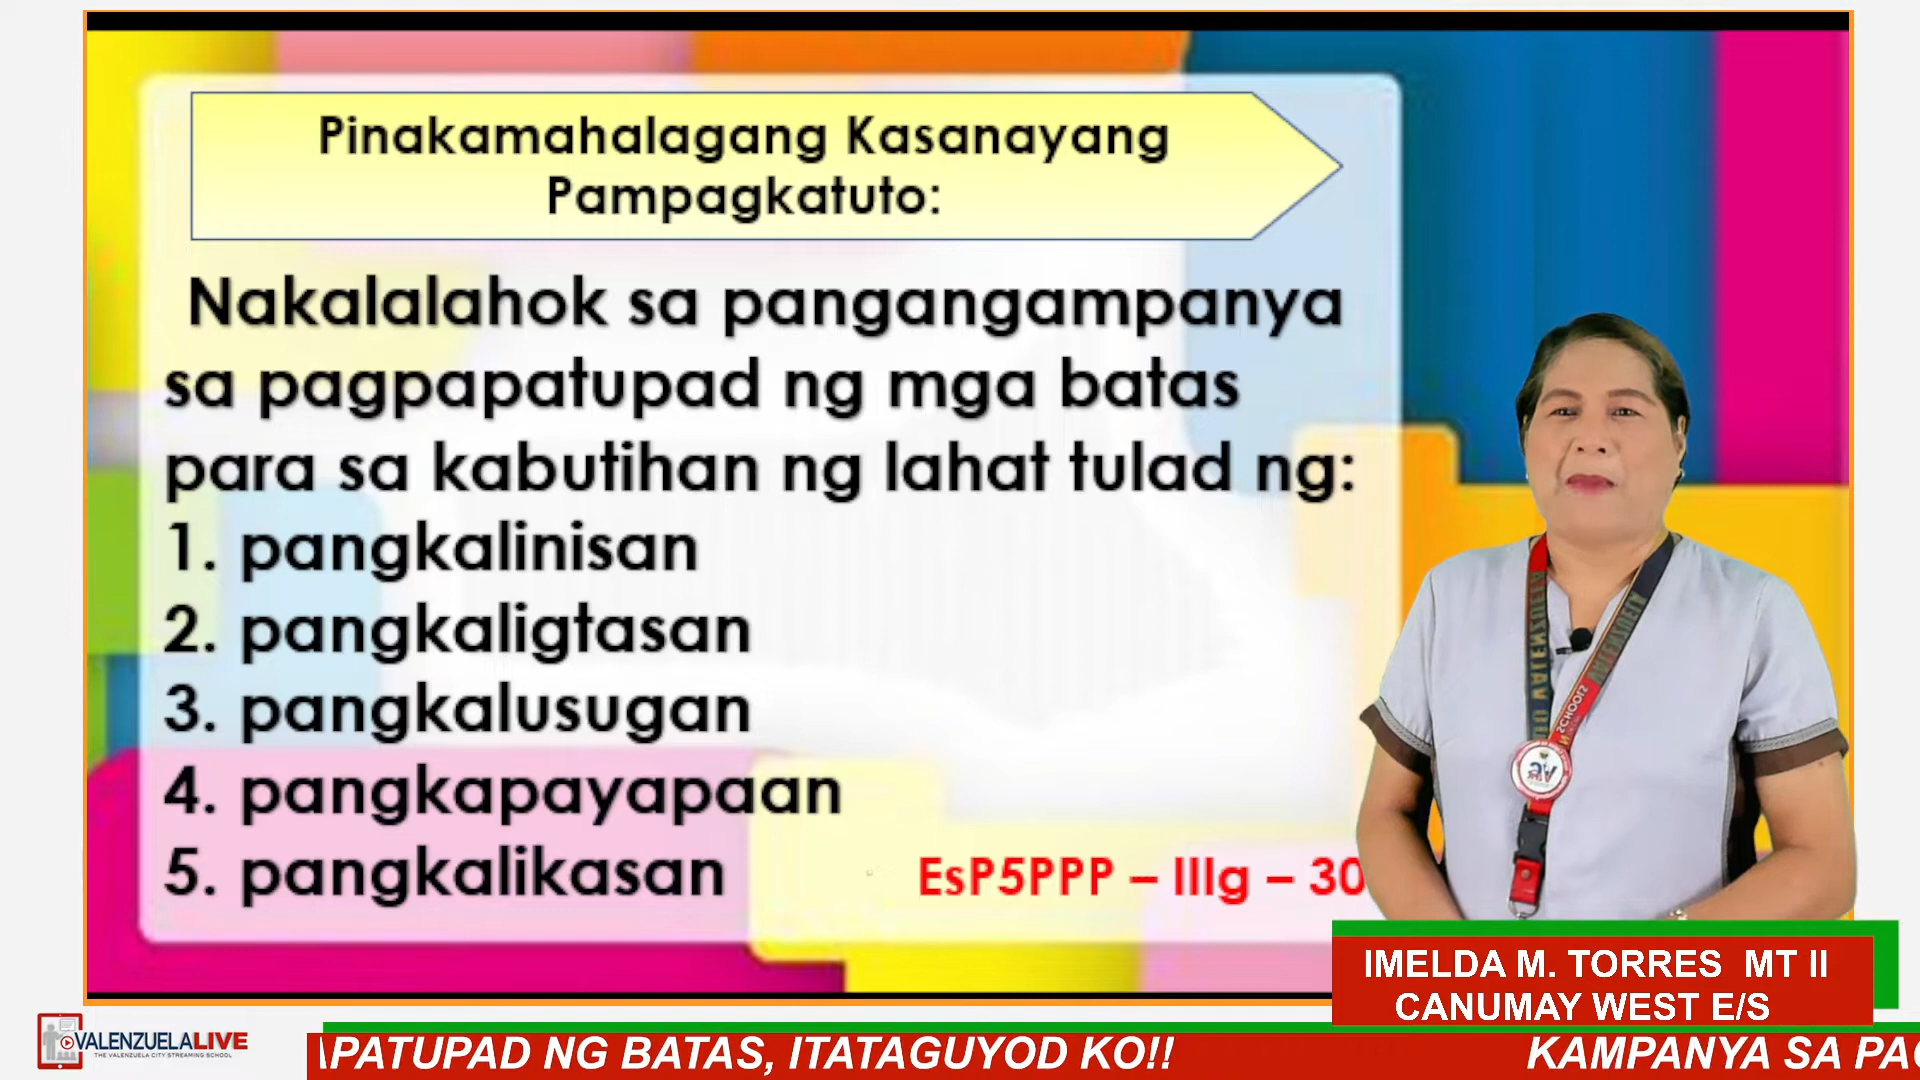 Pinakamahalagang Kasanayang
Pampagkatuto:
Nakalalahok sa pangangampanya
sa pagpapatupad ng mga batas
para sa kabutihan ng lahat tulad ng:
1. pangkalinisan
2. pangkaligtasan
3. pangkalusugan
4. pangkapayapaan
5. pangkalikasan
EsP5PPP – IIIg – 30
IMELDA M. TORRES MT II
CANUMAY WEST E/S
VALENZUELALIVE
THE VALENZUELA CITY STREAMING SCHOOL
APATUPAD NG BATAS, ITATAGUYOD KO!!
KAMPANYA SA PAG